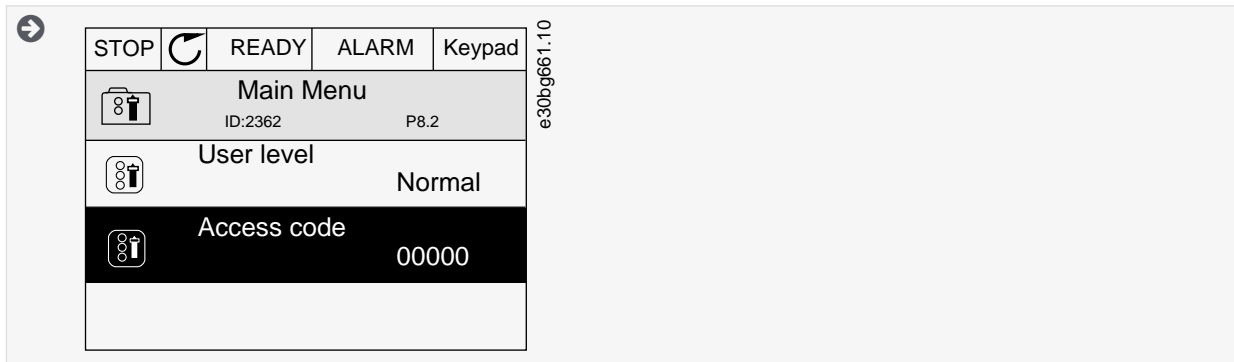 STOP READY ALARM Keypad
Main Menu
ID:2362 P8.2
User level
Normal
Access code
00000
e30bg661.10